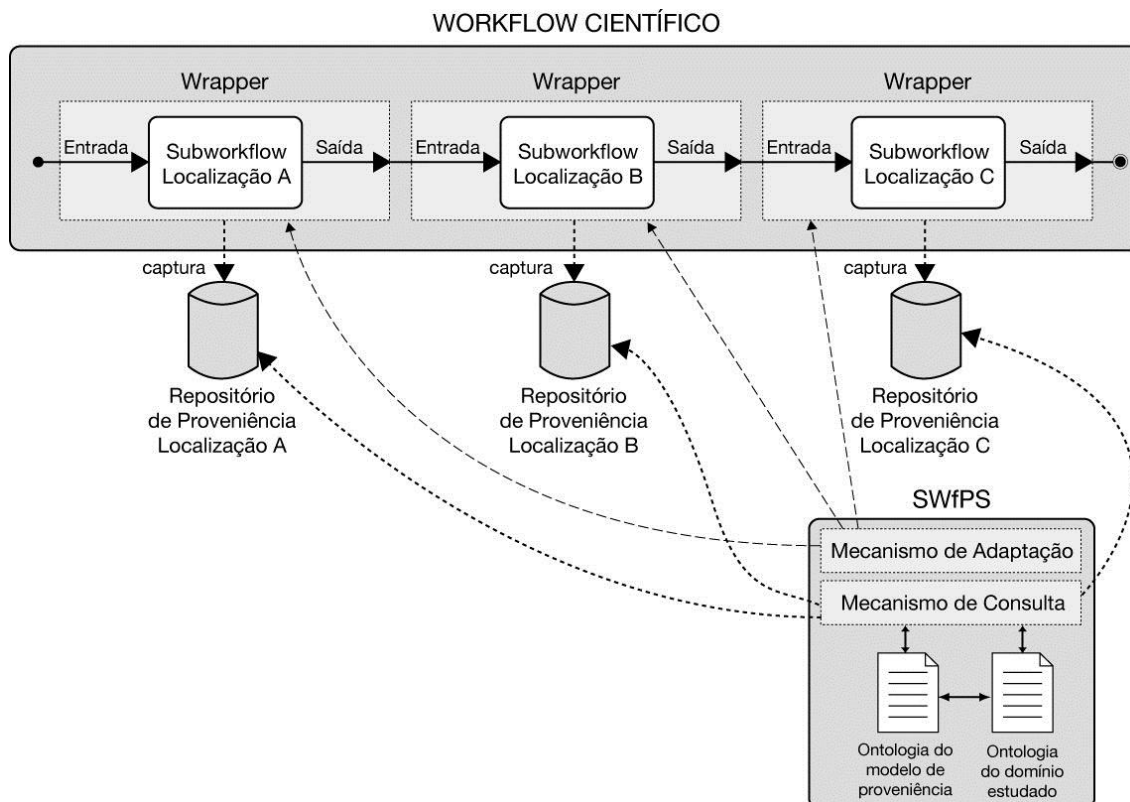 WORKFLOW CIENTÍFICO
Wrapper
Wrapper
Wrapper
Entrada
Subworkflow
Localização A
Saída
Entrada
Subworkflow
Localização B
Saída
Entrada
Subworkflow
Localização C
Saída
captura
captura
captura
Repositório
de Proveniência
Localização A
Repositório
de Proveniência
Localização B
Repositório
de Proveniência
Localização C
SWfPS
Mecanismo de Adaptação
Mecanismo de Consulta
Ontologia do
modelo de
proveniência
Ontologia
do domínio
estudado